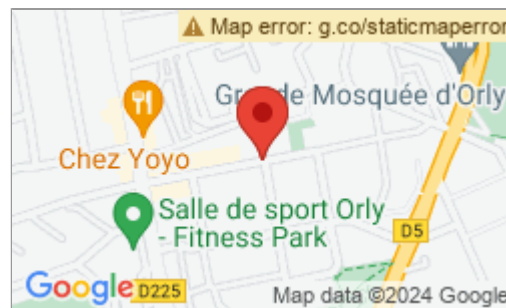 Map error: g.co/staticmaperror
Grande Mosquée d'Orly
Chez Yoyo
Salle de sport Orly
- Fitness Park
D5
Google
D225
Map data ©2024 Google